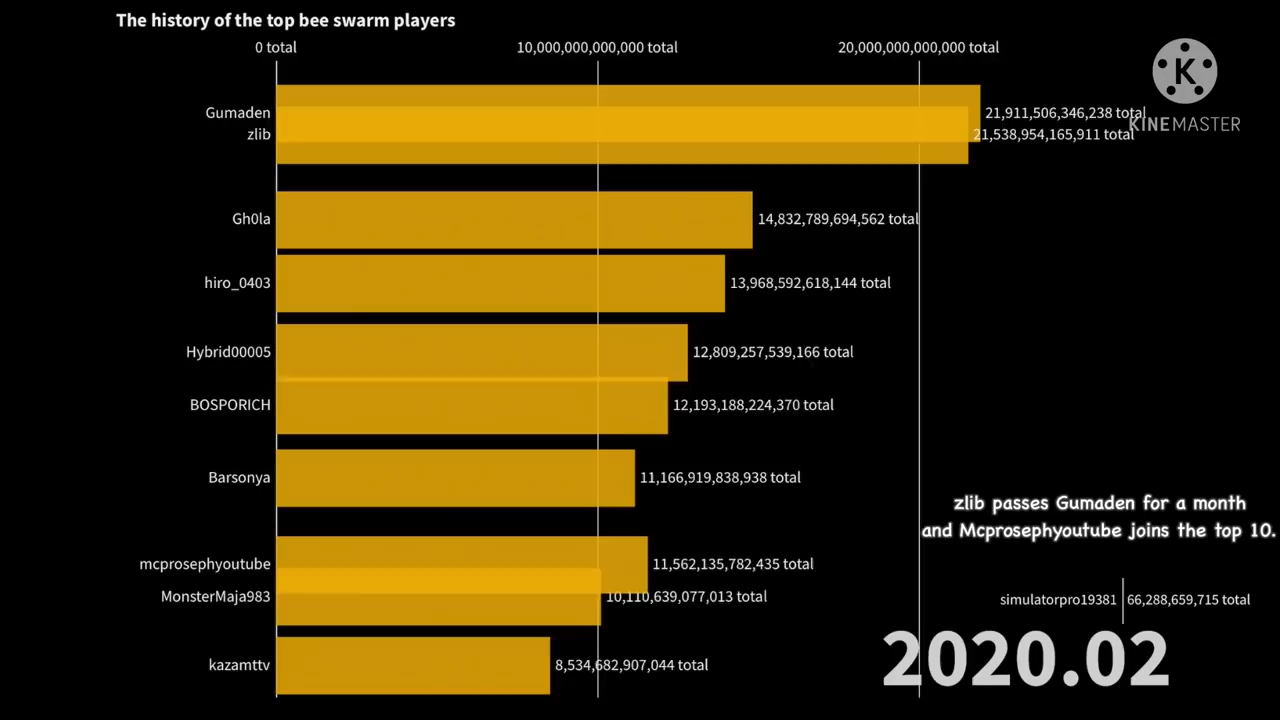 The history of the top bee swarm players
0 total 10,000,000,000,000 total 20,000,000,000,000 total
K
KINEMASTER
Gumaden 21,911,506,346,238 total
zlib 21,538,954,165,911 total
Gh0la 14,832,789,694,562 total
hiro_0403 13,968,592,618,144 total
Hybrid00005 12,809,257,539,166 total
BOSPORICH 12,193,188,224,370 total
Barsonya 11,166,919,838,938 total
zlib passes Gumaden for a month
and Mcprosephyoutube joins the top 10.
mcprosephyoutube 11,562,135,782,435 total
MonsterMaja983 10,110,639,077,013 total
simulatorpro19381 66,288,659,715 total
kazamttv 8,534,682,907,044 total
2020.02